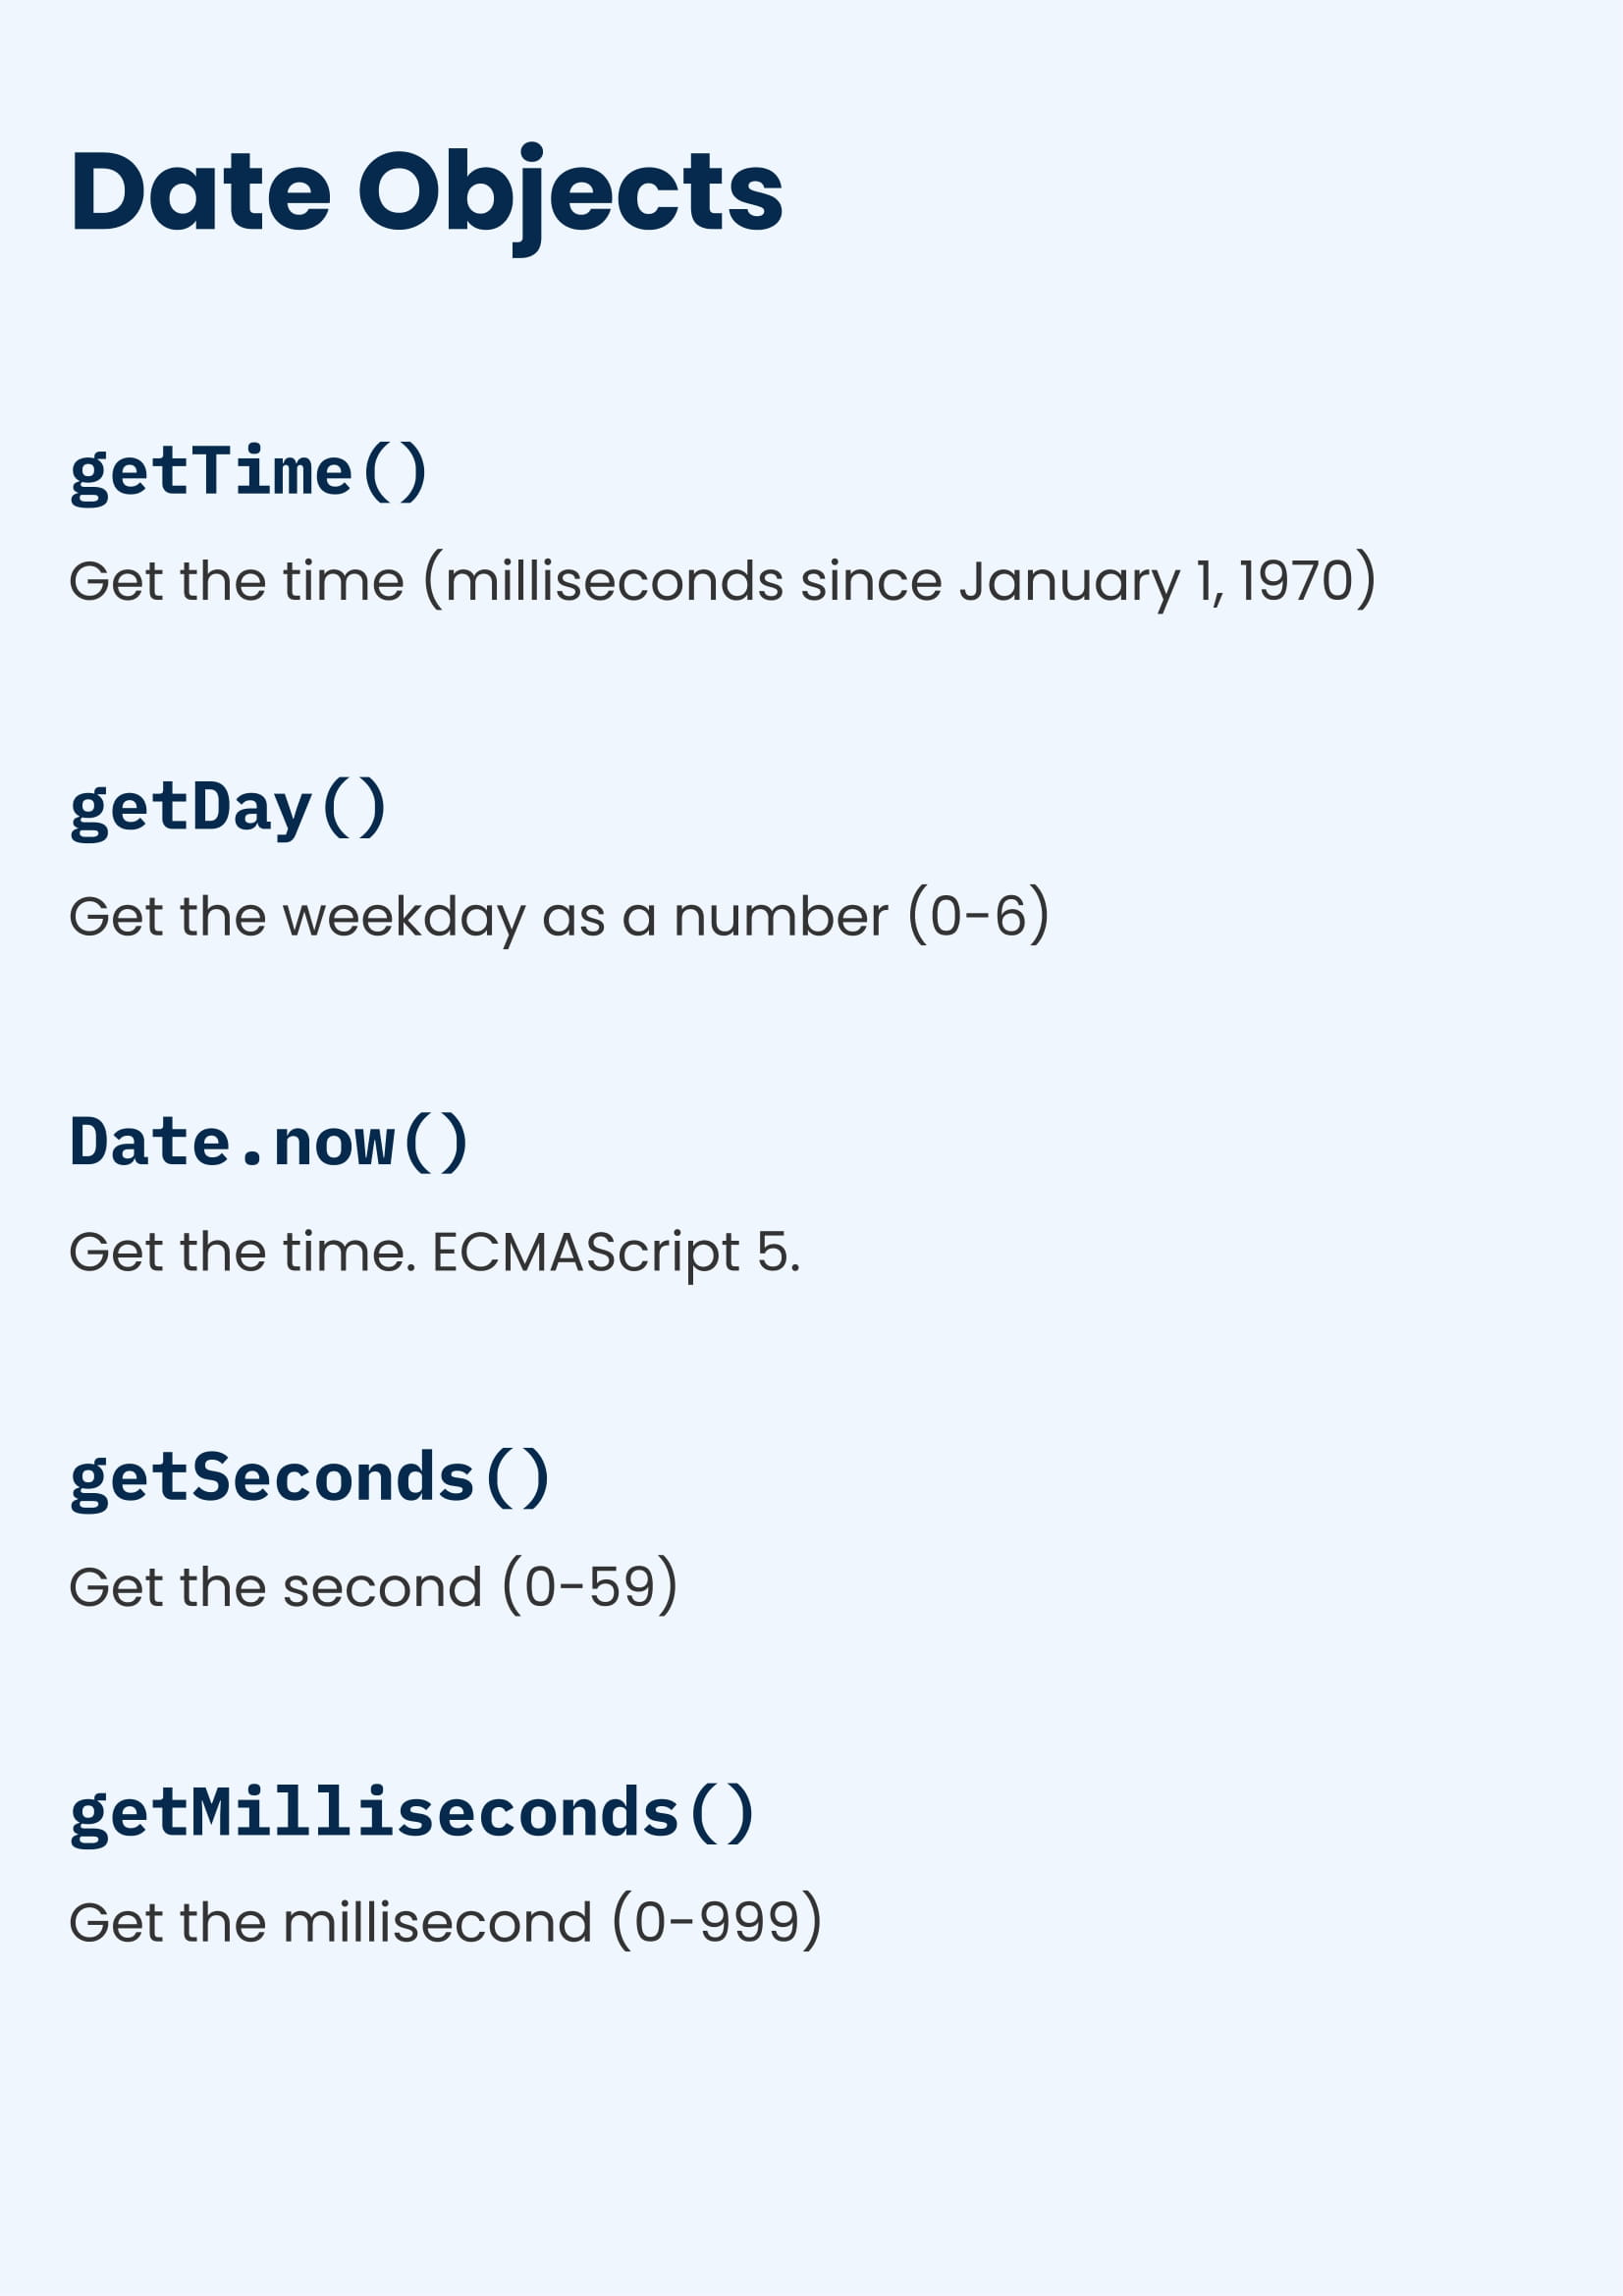 Date Objects
getTime()
Get the time (milliseconds since January 1, 1970)
getDay()
Get the weekday as a number (0-6)
Date.now()
Get the time. ECMAScript 5.
getSeconds()
Get the second (0-59)
getMilliseconds()
Get the millisecond (0-999)